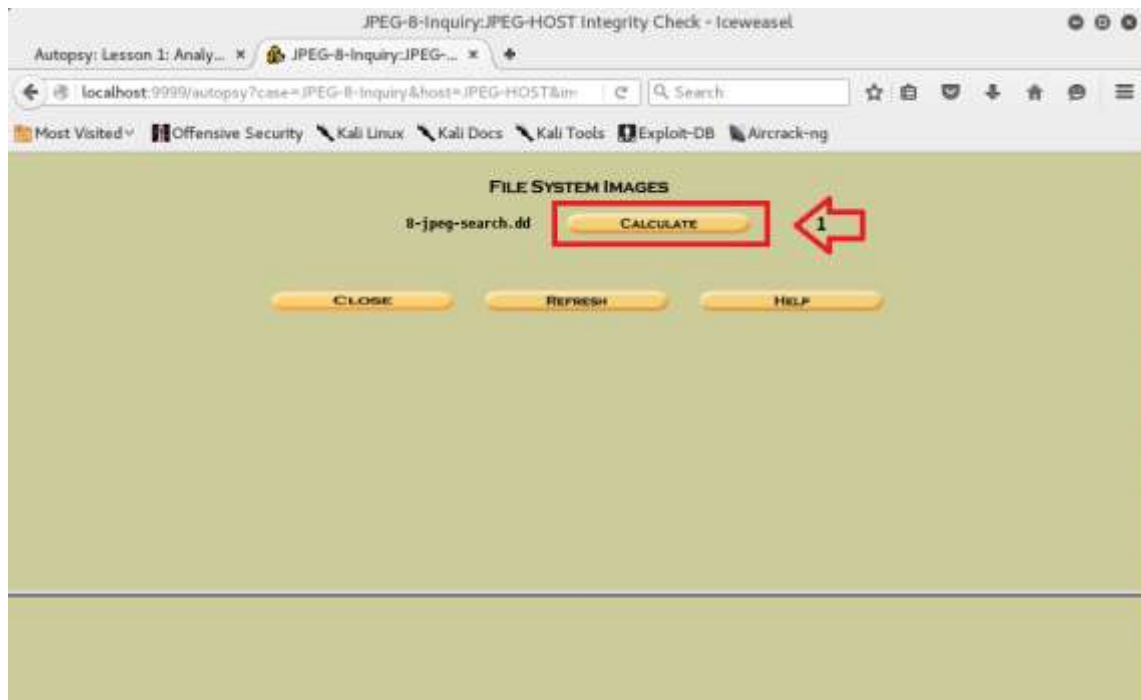 JPEG-8-Inquiry:JPEG-HOST Integrity Check - Iceweasel
Autopsy: Lesson 1: Analy... × JPEG-8-Inquiry:JPEG-... ×
localhost:9999/autopsy?case=JPEG-8-Inquiry&host=JPEG-HOST&im Search
Most Visited Offensive Security Kali Linux Kali Docs Kali Tools Exploit-DB Aircrack-ng
FILE SYSTEM IMAGES
8-jpeg-search.dd CALCULATE 1
CLOSE REFRESH HELP